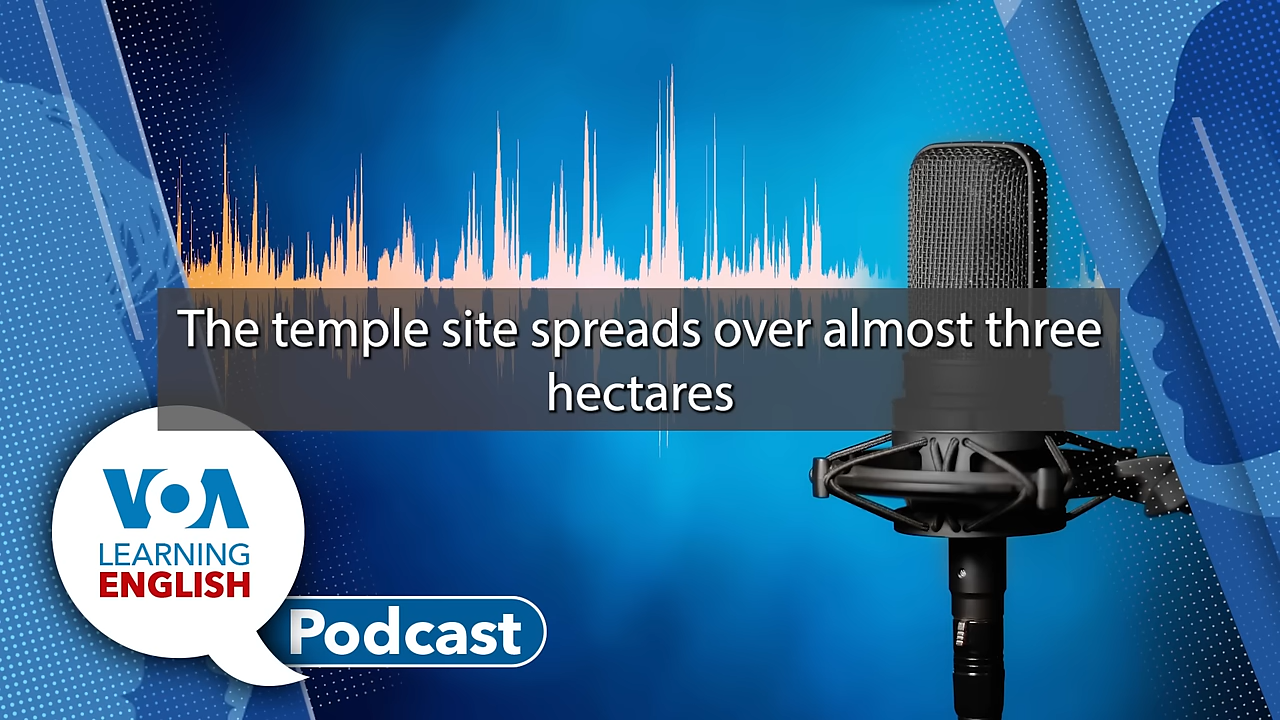 The temple site spreads over almost three
hectares
VOA
LEARNING
ENGLISH
Podcast